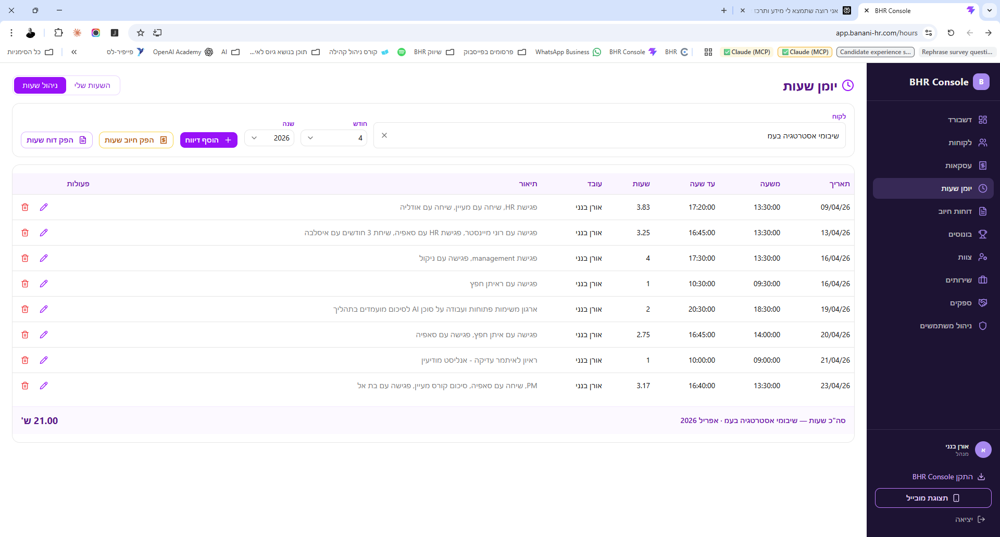 BHR Console
אני רוצה שתמצא לי מידע ותרכז
app.banani-hr.com/hours
Rephrase survey questi...
Candidate experience s...
✅Claude (MCP)
✅Claude (MCP)
BHR
BHR Console
WhatsApp Business
פרסומים בפייסבוק
שיווק BHR
קורס ניהול קהילה
תוכן בנושא גיוס לאי...
AI
OpenAI Academy
פייפיר-לס
«
כל הסימניות
B
BHR Console
דשבורד
לקוחות
עסקאות
יומן שעות
דוחות חיוב
בונוסים
צוות
שירותים
ספקים
ניהול משתמשים
א
אורן בנני
מנהל
התקן BHR Console
תצוגת מובייל
יציאה
יומן שעות
השעות שלי
ניהול שעות
לקוח
שיבומי אסטרטגיה בעמ
חודש
4
שנה
2026
הוסף דיווח
הפק חיוב שעות
הפק דוח שעות
תאריך משעה עד שעה שעות עובד תיאור פעולות
09/04/26 13:30:00 17:20:00 3.83 אורן בנני פגישת HR, שיחה עם מעיין, שיחה עם אודליה
13/04/26 13:30:00 16:45:00 3.25 אורן בנני פגישה עם רוני מיינסטר, פגישת HR עם סאפיה, שיחת 3 חודשים עם איסלבה
16/04/26 13:30:00 17:30:00 4 אורן בנני פגישת management, פגישה עם ניקול
16/04/26 09:30:00 10:30:00 1 אורן בנני פגישה עם ראיתן חפץ
19/04/26 18:30:00 20:30:00 2 אורן בנני ארגון משימות פתוחות ועבודה על סוכן AI לסיכום מועמדים בתהליך
20/04/26 14:00:00 16:45:00 2.75 אורן בנני פגישה עם איתן חפץ, פגישה עם סאפיה
21/04/26 09:00:00 10:00:00 1 אורן בנני ראיון לאיתמר עדיקה - אנליסט מודיעין
23/04/26 13:30:00 16:40:00 3.17 אורן בנני PM, שיחה עם סאפיה, סיכום קורס מעיין, פגישה עם בת אל
סה"כ שעות — שיבומי אסטרטגיה בעמ · אפריל 2026
21.00 ש'